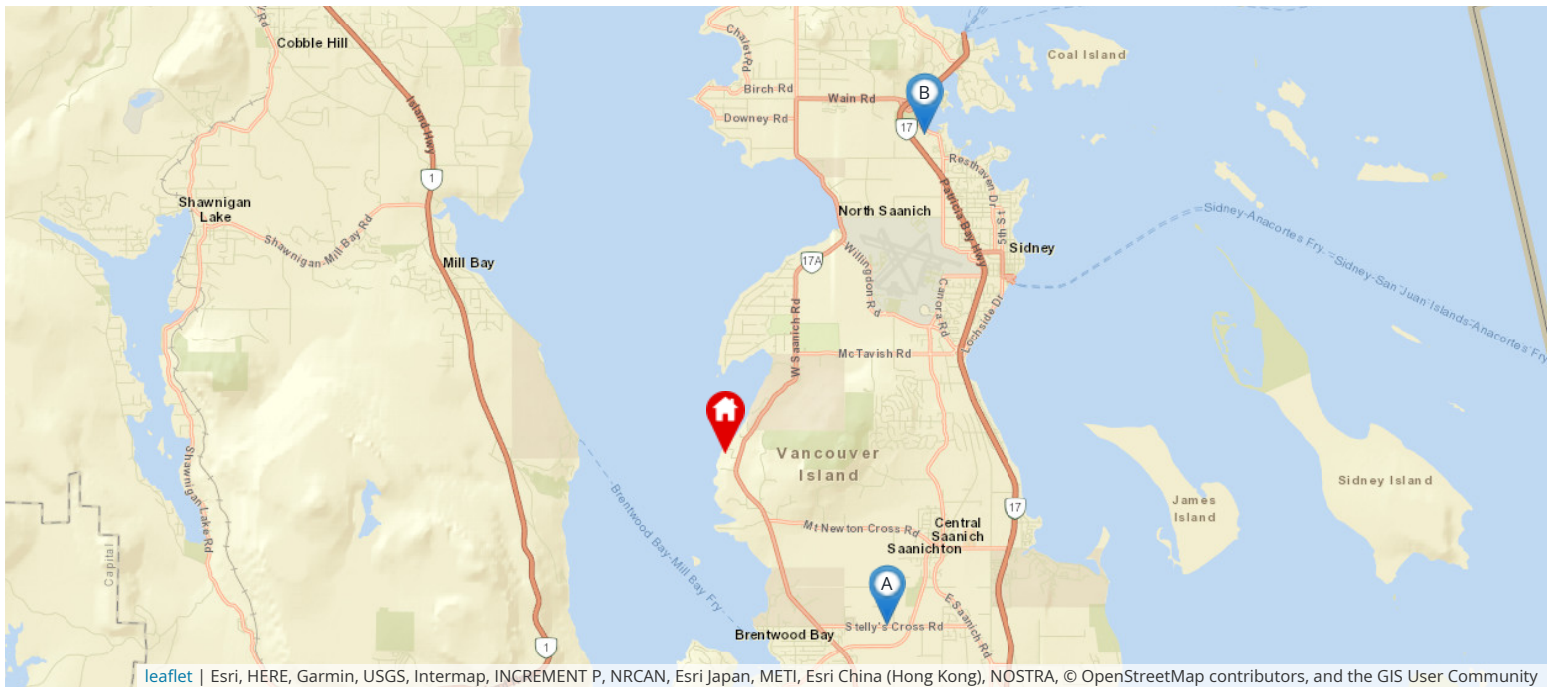 Cobble Hill
Island Hwy
1
Shawnigan
Lake
Shawnigan-Mill Bay Rd
Mill Bay
Shawnigan Lake Rd
Capital
1
Chalet Rd
Birch Rd
Downey Rd
Wain Rd
B
17
Coal Island
Resthaven Dr
North Saanich
Patricia Bay Hwy
5th St
Sidney
17A
Willingdon Rd
Canora Rd
Lochside Dr
W Saanich Rd
McTavish Rd
Sidney-Anacortes Fry
Sidney-San Juan Islands-Anacortes Fry
Vancouver
Island
Brentwood Bay-Mill Bay Fry
17
James
Island
Sidney Island
Mt Newton Cross Rd
Central
Saanich
Saanichton
A
Stelly's Cross Rd
E Saanich Rd
Brentwood Bay
leaflet | Esri, HERE, Garmin, USGS, Intermap, INCREMENT P, NRCAN, Esri Japan, METI, Esri China (Hong Kong), NOSTRA, © OpenStreetMap contributors, and the GIS User Community